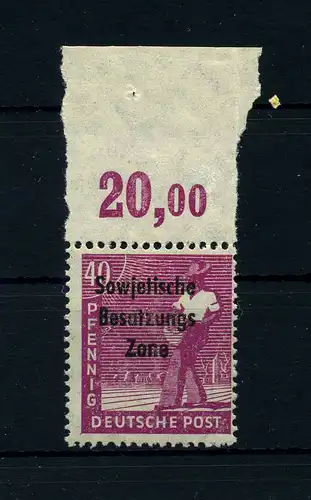 20,00
40
PFENNIG
Sowjetische
Besatzungs
Zone
DEUTSCHE POST